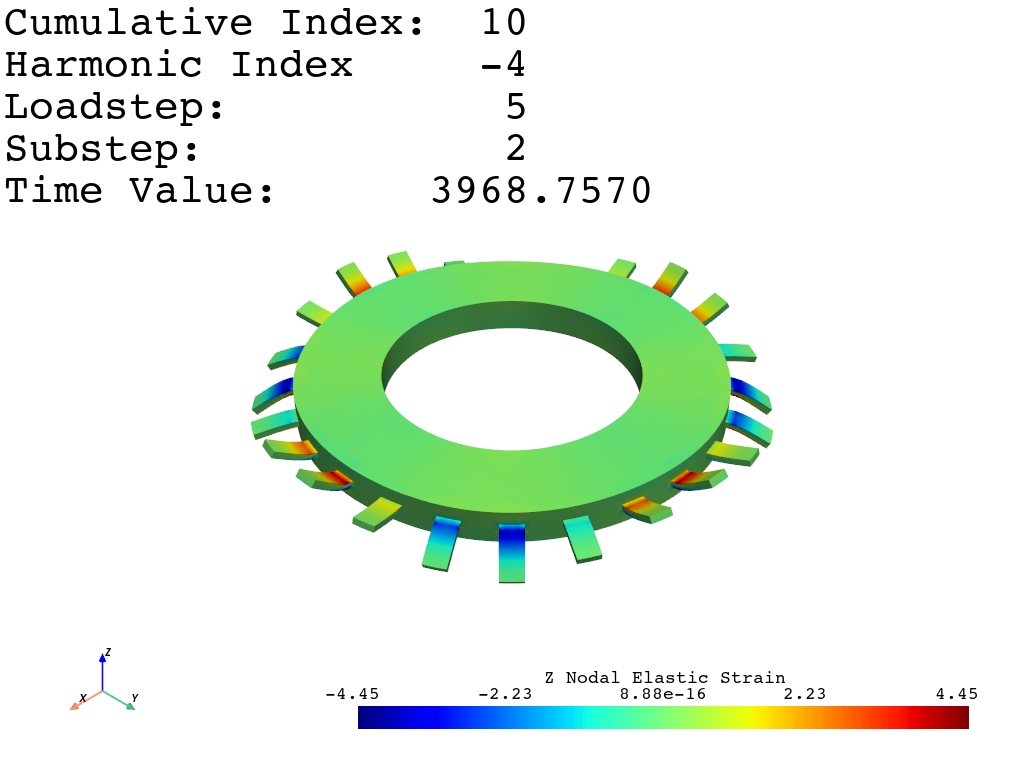 Cumulative Index: 10
Harmonic Index -4
Loadstep: 5
Substep: 2
Time Value: 3968.7570
Z
X Y
Z Nodal Elastic Strain
-4.45 -2.23 8.88e-16 2.23 4.45